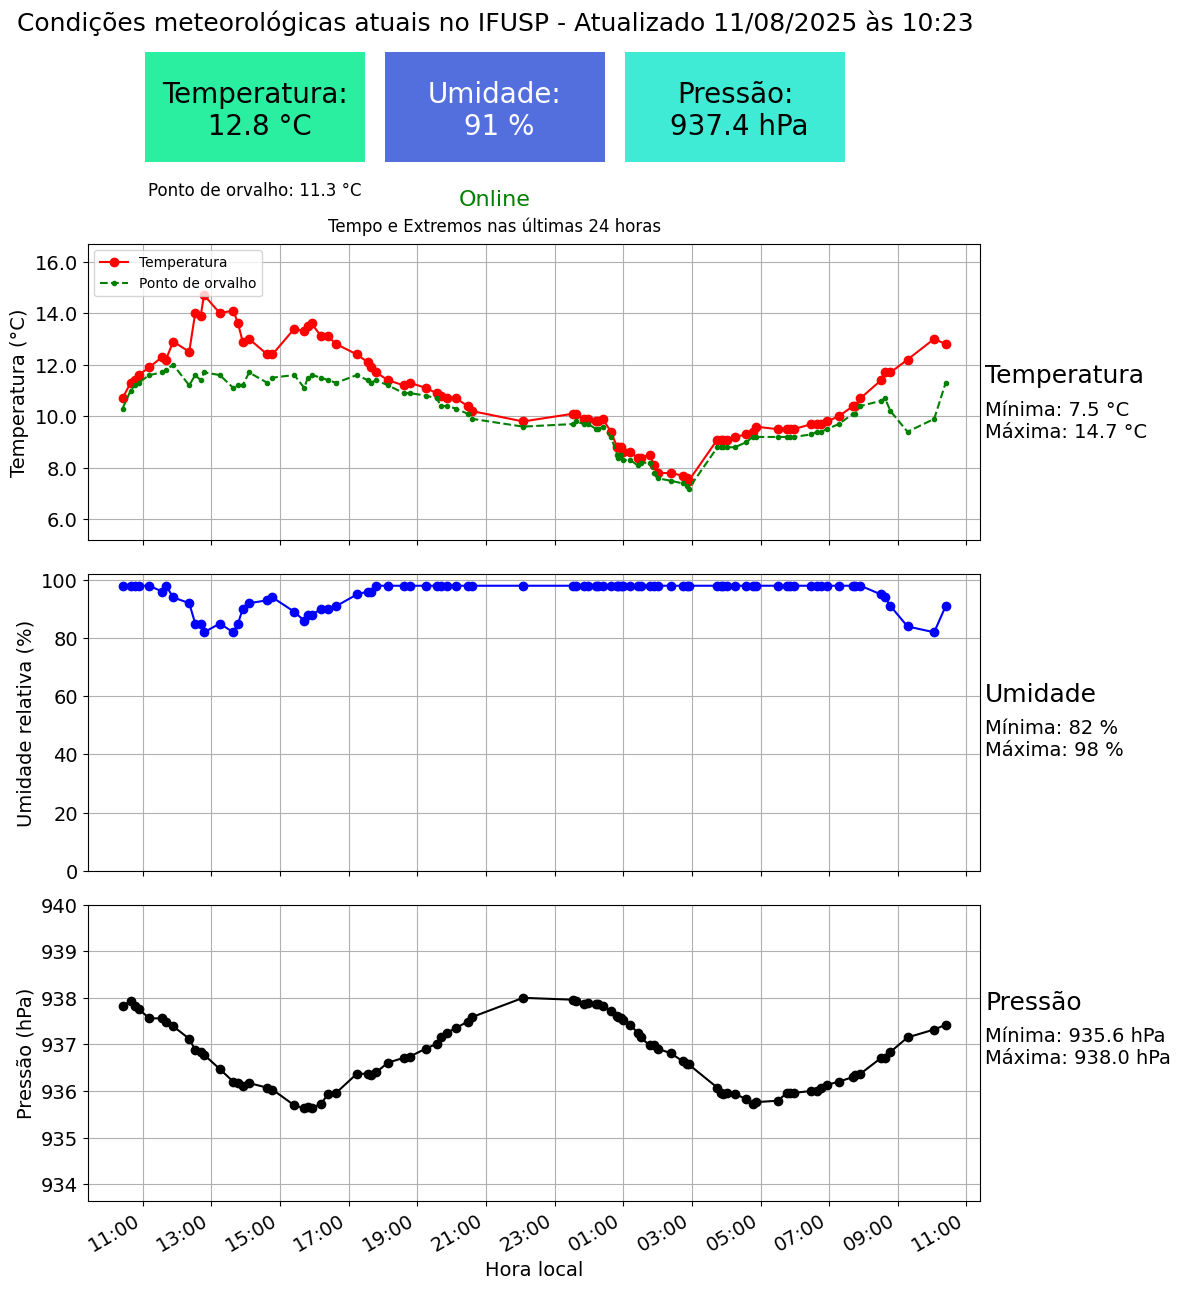 Condições meteorológicas atuais no IFUSP - Atualizado 11/08/2025 às 10:23
Temperatura:
12.8 °C
Umidade:
91 %
Pressão:
937.4 hPa
Ponto de orvalho: 11.3 °C
Online
Tempo e Extremos nas últimas 24 horas
Temperatura
Ponto de orvalho
Temperatura (°C)
16.0
14.0
12.0
10.0
8.0
6.0
Temperatura
Mínima: 7.5 °C
Máxima: 14.7 °C
Umidade relativa (%)
100
80
60
40
20
0
Umidade
Mínima: 82 %
Máxima: 98 %
Pressão (hPa)
940
939
938
937
936
935
934
Pressão
Mínima: 935.6 hPa
Máxima: 938.0 hPa
11:00 13:00 15:00 17:00 19:00 21:00 23:00 01:00 03:00 05:00 07:00 09:00 11:00
Hora local